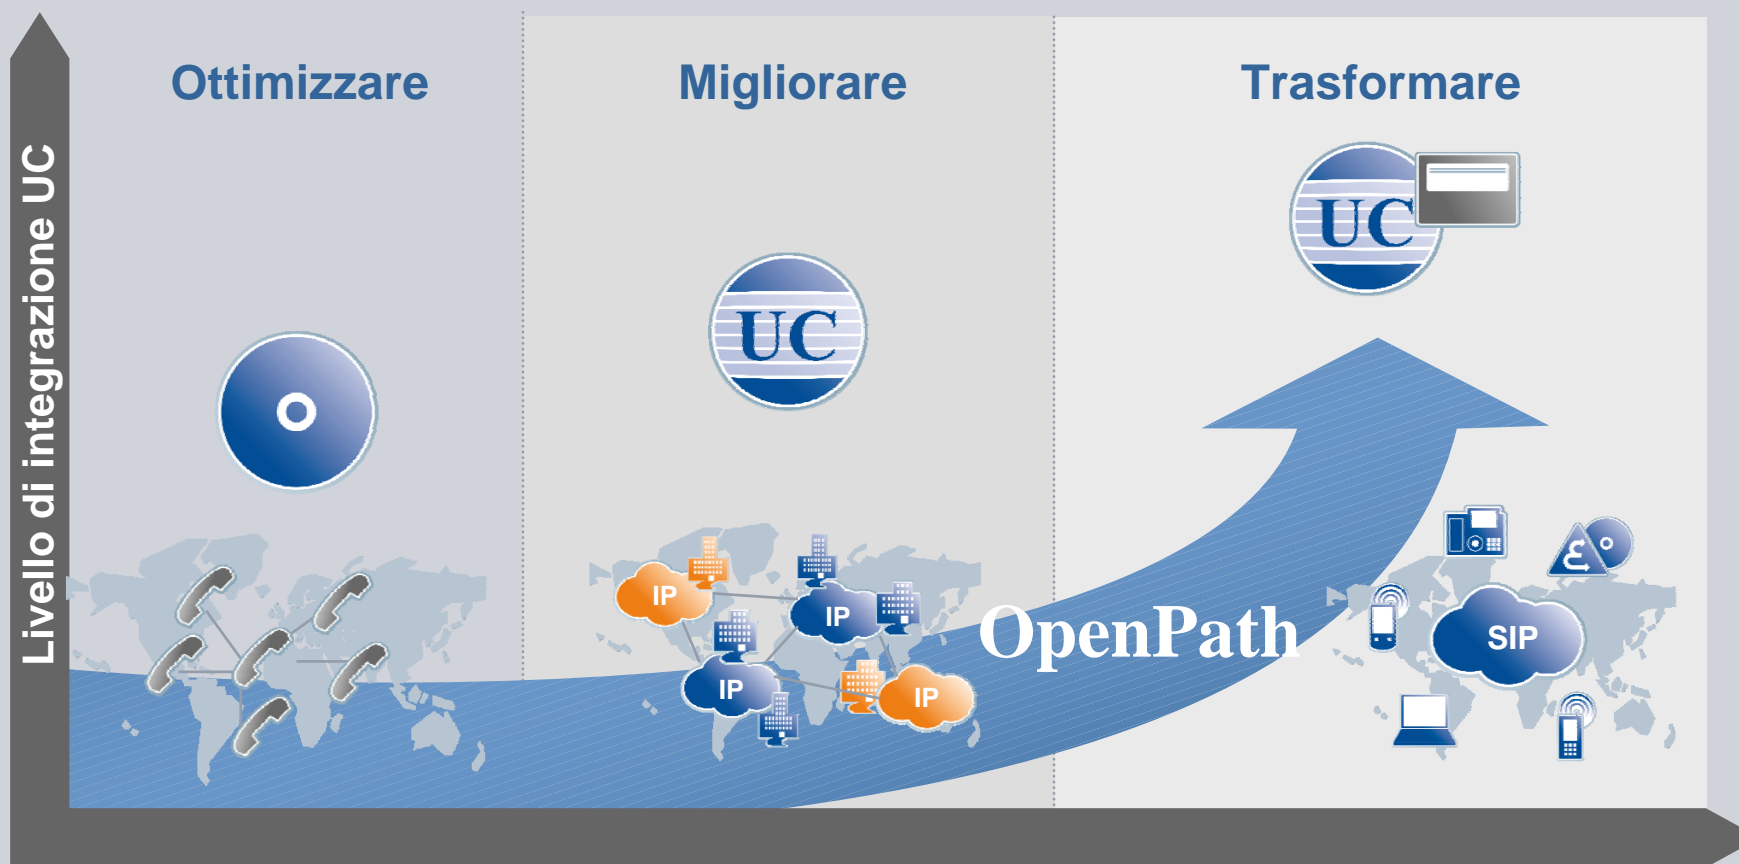 Ottimizzare
Migliorare
Trasformare
Livello di integrazione UC
UC
UC
IP
IP
IP
IP
OpenPath
SIP